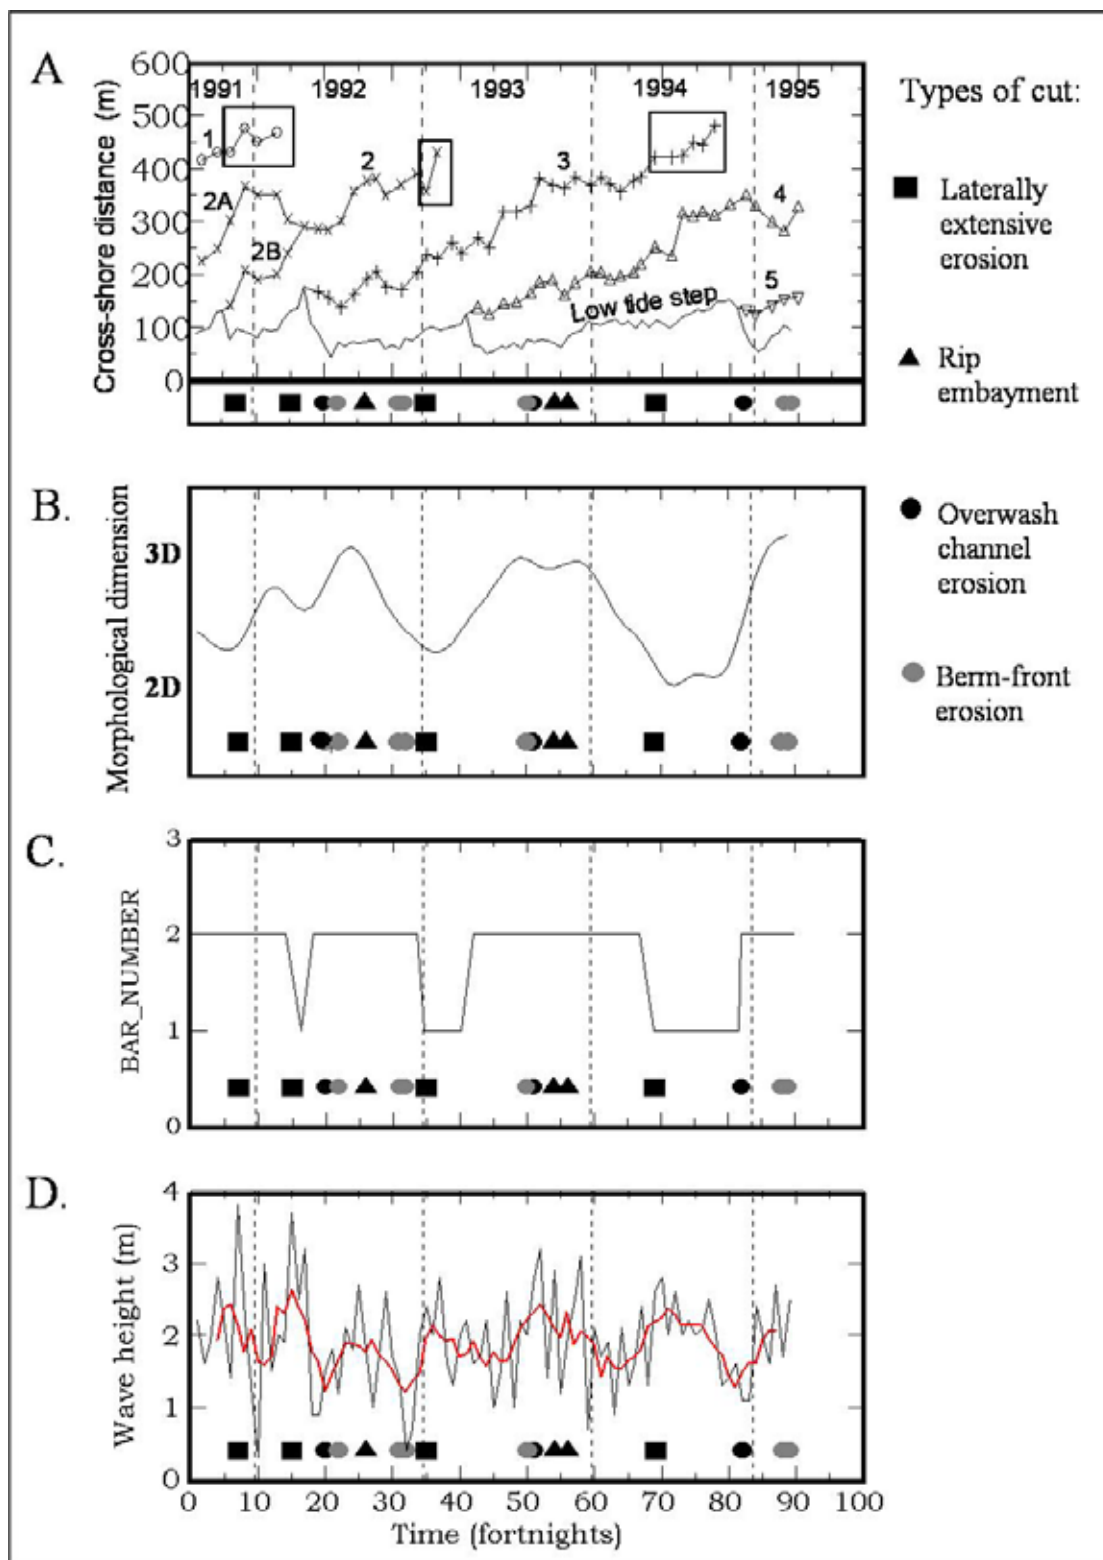 A
Cross-shore distance (m)
600
500
400
300
200
100
0
1991 1992 1993 1994 1995
1
2A
2B
2
3
4
5
Low tide step
Types of cut:
Laterally
extensive
erosion
Rip
embayment
Overwash
channel
erosion
Berm-front
erosion
B.
Morphological dimension
3D
2D
C.
BAR_NUMBER
3
2
1
0
D.
Wave height (m)
4
3
2
1
0
0 10 20 30 40 50 60 70 80 90 100
Time (fortnights)